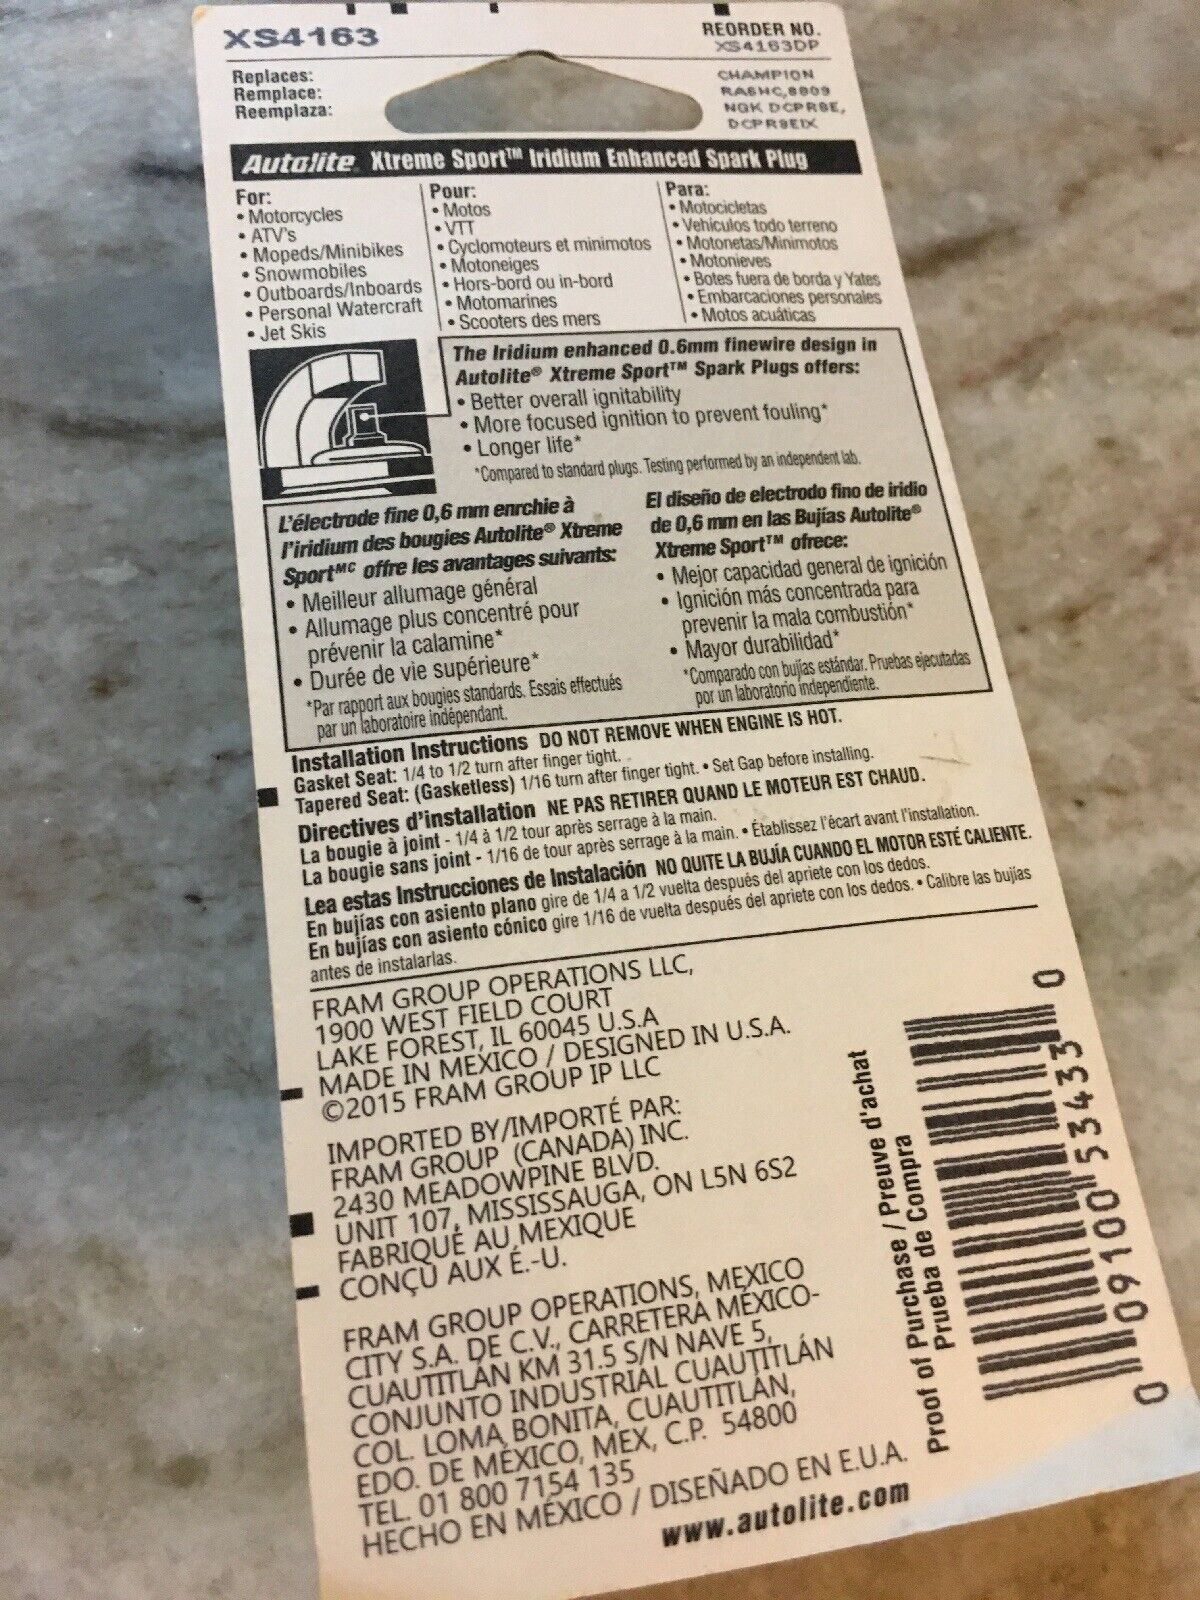 XS4163
REORDER NO.
XS4163DP
Replaces:
Remplace:
Reemplaza:
CHAMPION
RA6HC,8809
NGK DCPR8E,
DCPR9EIX
Autolite® Xtreme Sport™ Iridium Enhanced Spark Plug
For:
• Motorcycles
• ATV's
• Mopeds/Minibikes
• Snowmobiles
• Outboards/Inboards
• Personal Watercraft
• Jet Skis
Pour:
• Motos
• VTT
• Cyclomoteurs et minimotos
• Motoneiges
• Hors-bord ou in-bord
• Motomarines
• Scooters des mers
Para:
• Motocicletas
• Vehículos todo terreno
• Motonetas/Minimotos
• Motonieves
• Botes fuera de borda y Yates
• Embarcaciones personales
• Motos acuáticas
The Iridium enhanced 0.6mm finewire design in
Autolite® Xtreme Sport™ Spark Plugs offers:
• Better overall ignitability
• More focused ignition to prevent fouling*
• Longer life*
*Compared to standard plugs. Testing performed by an independent lab.
L'électrode fine 0,6 mm enrchie à
l'iridium des bougies Autolite® Xtreme
Sportᴹᶜ offre les avantages suivants:
• Meilleur allumage général
• Allumage plus concentré pour
prévenir la calamine*
• Durée de vie supérieure*
*Par rapport aux bougies standards. Essais effectués
par un laboratoire indépendant.
El diseño de electrodo fino de iridio
de 0,6 mm en las Bujías Autolite®
Xtreme Sport™ ofrece:
• Mejor capacidad general de ignición
• Ignición más concentrada para
prevenir la mala combustión*
• Mayor durabilidad*
*Comparado con bujías estándar. Pruebas ejecutadas
por un laboratorio independiente.
Installation Instructions DO NOT REMOVE WHEN ENGINE IS HOT.
Gasket Seat: 1/4 to 1/2 turn after finger tight.
Tapered Seat: (Gasketless) 1/16 turn after finger tight. • Set Gap before installing.
Directives d'installation NE PAS RETIRER QUAND LE MOTEUR EST CHAUD.
La bougie à joint - 1/4 à 1/2 tour après serrage à la main.
La bougie sans joint - 1/16 de tour après serrage à la main. • Établissez l'écart avant l'installation.
Lea estas Instrucciones de Instalación NO QUITE LA BUJÍA CUANDO EL MOTOR ESTÉ CALIENTE.
En bujías con asiento plano gire de 1/4 a 1/2 vuelta después del apriete con los dedos.
En bujías con asiento cónico gire 1/16 de vuelta después del apriete con los dedos. • Calibre las bujías
antes de instalarlas.
FRAM GROUP OPERATIONS LLC,
1900 WEST FIELD COURT
LAKE FOREST, IL 60045 U.S.A
MADE IN MEXICO / DESIGNED IN U.S.A.
©2015 FRAM GROUP IP LLC
IMPORTED BY/IMPORTÉ PAR:
FRAM GROUP (CANADA) INC.
2430 MEADOWPINE BLVD.
UNIT 107, MISSISSAUGA, ON L5N 6S2
FABRIQUÉ AU MEXIQUE
CONÇU AUX É.-U.
FRAM GROUP OPERATIONS, MEXICO
CITY S.A. DE C.V., CARRETERA MÉXICO-
CUAUTITLÁN KM 31.5 S/N NAVE 5,
CONJUNTO INDUSTRIAL CUAUTITLÁN
COL. LOMA BONITA, CUAUTITLÁN,
EDO. DE MÉXICO, MEX, C.P. 54800
TEL. 01 800 7154 135
HECHO EN MÉXICO / DISEÑADO EN E.U.A.
www.autolite.com
Proof of Purchase / Preuve d'achat
Prueba de Compra
0 09100 53433 0